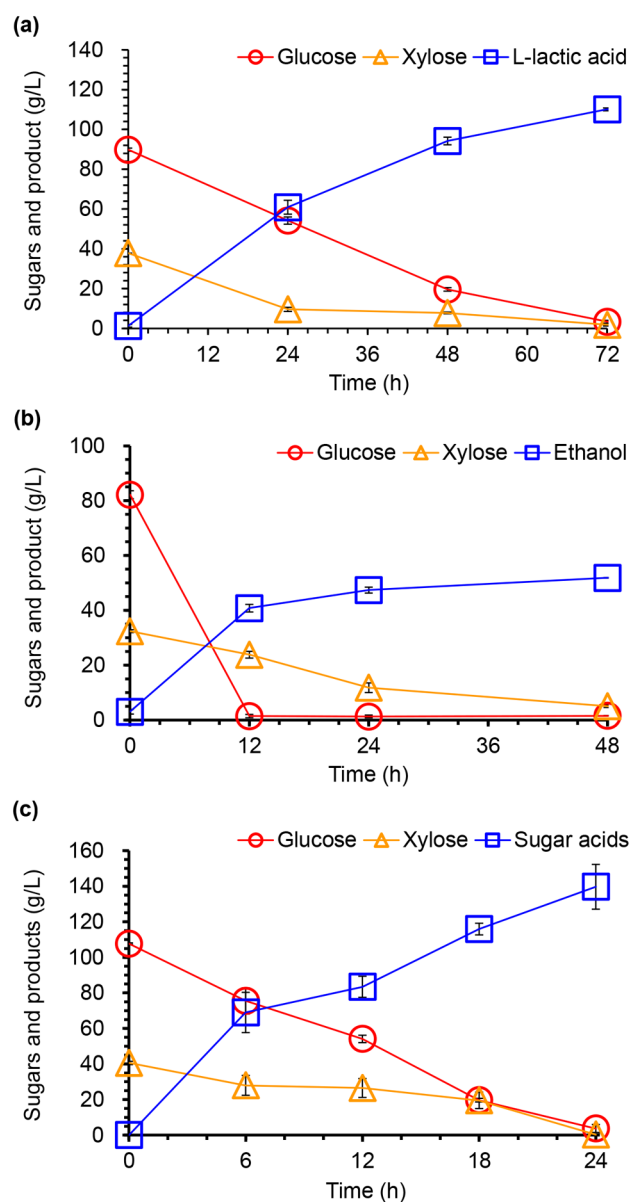 (a)
Glucose Xylose L-lactic acid
Sugars and product (g/L)
140
120
100
80
60
40
20
0
0 12 24 36 48 60 72
Time (h)
(b)
Glucose Xylose Ethanol
Sugars and product (g/L)
100
80
60
40
20
0
0 12 24 36 48
Time (h)
(c)
Glucose Xylose Sugar acids
Sugars and products (g/L)
160
140
120
100
80
60
40
20
0
0 6 12 18 24
Time (h)